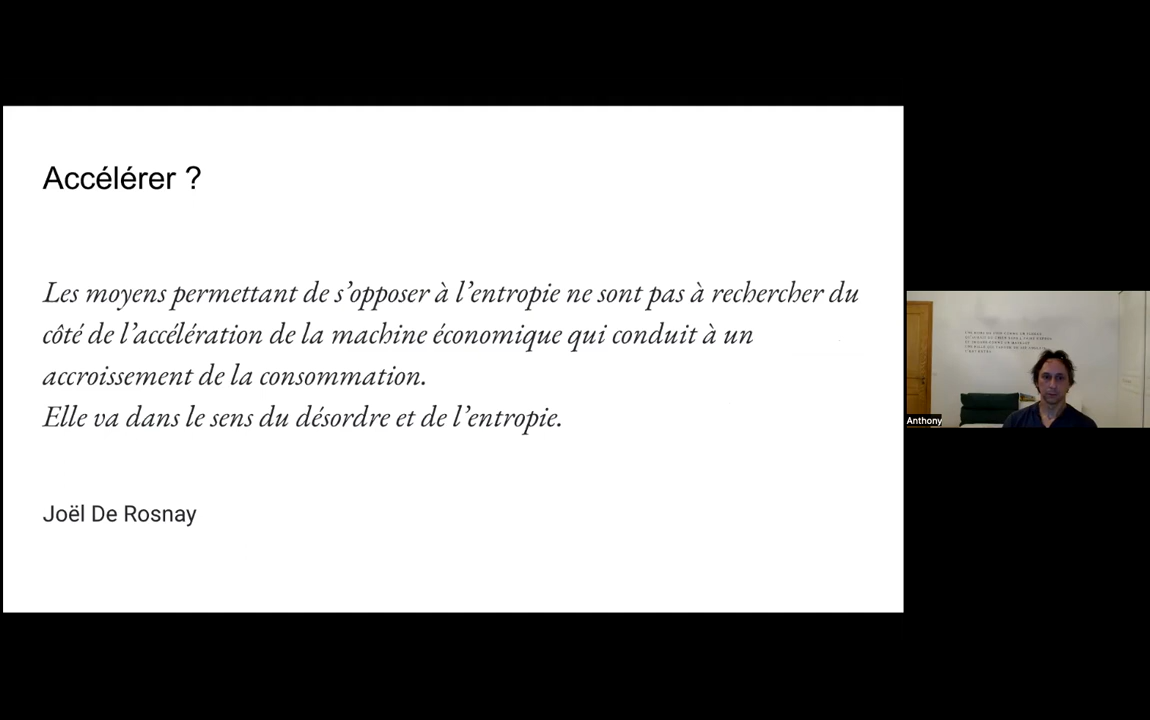 Accélérer ?
Les moyens permettant de s’opposer à l’entropie ne sont pas à rechercher du
côté de l’accélération de la machine économique qui conduit à un
accroissement de la consommation.
Elle va dans le sens du désordre et de l’entropie.
Joël De Rosnay
Anthony